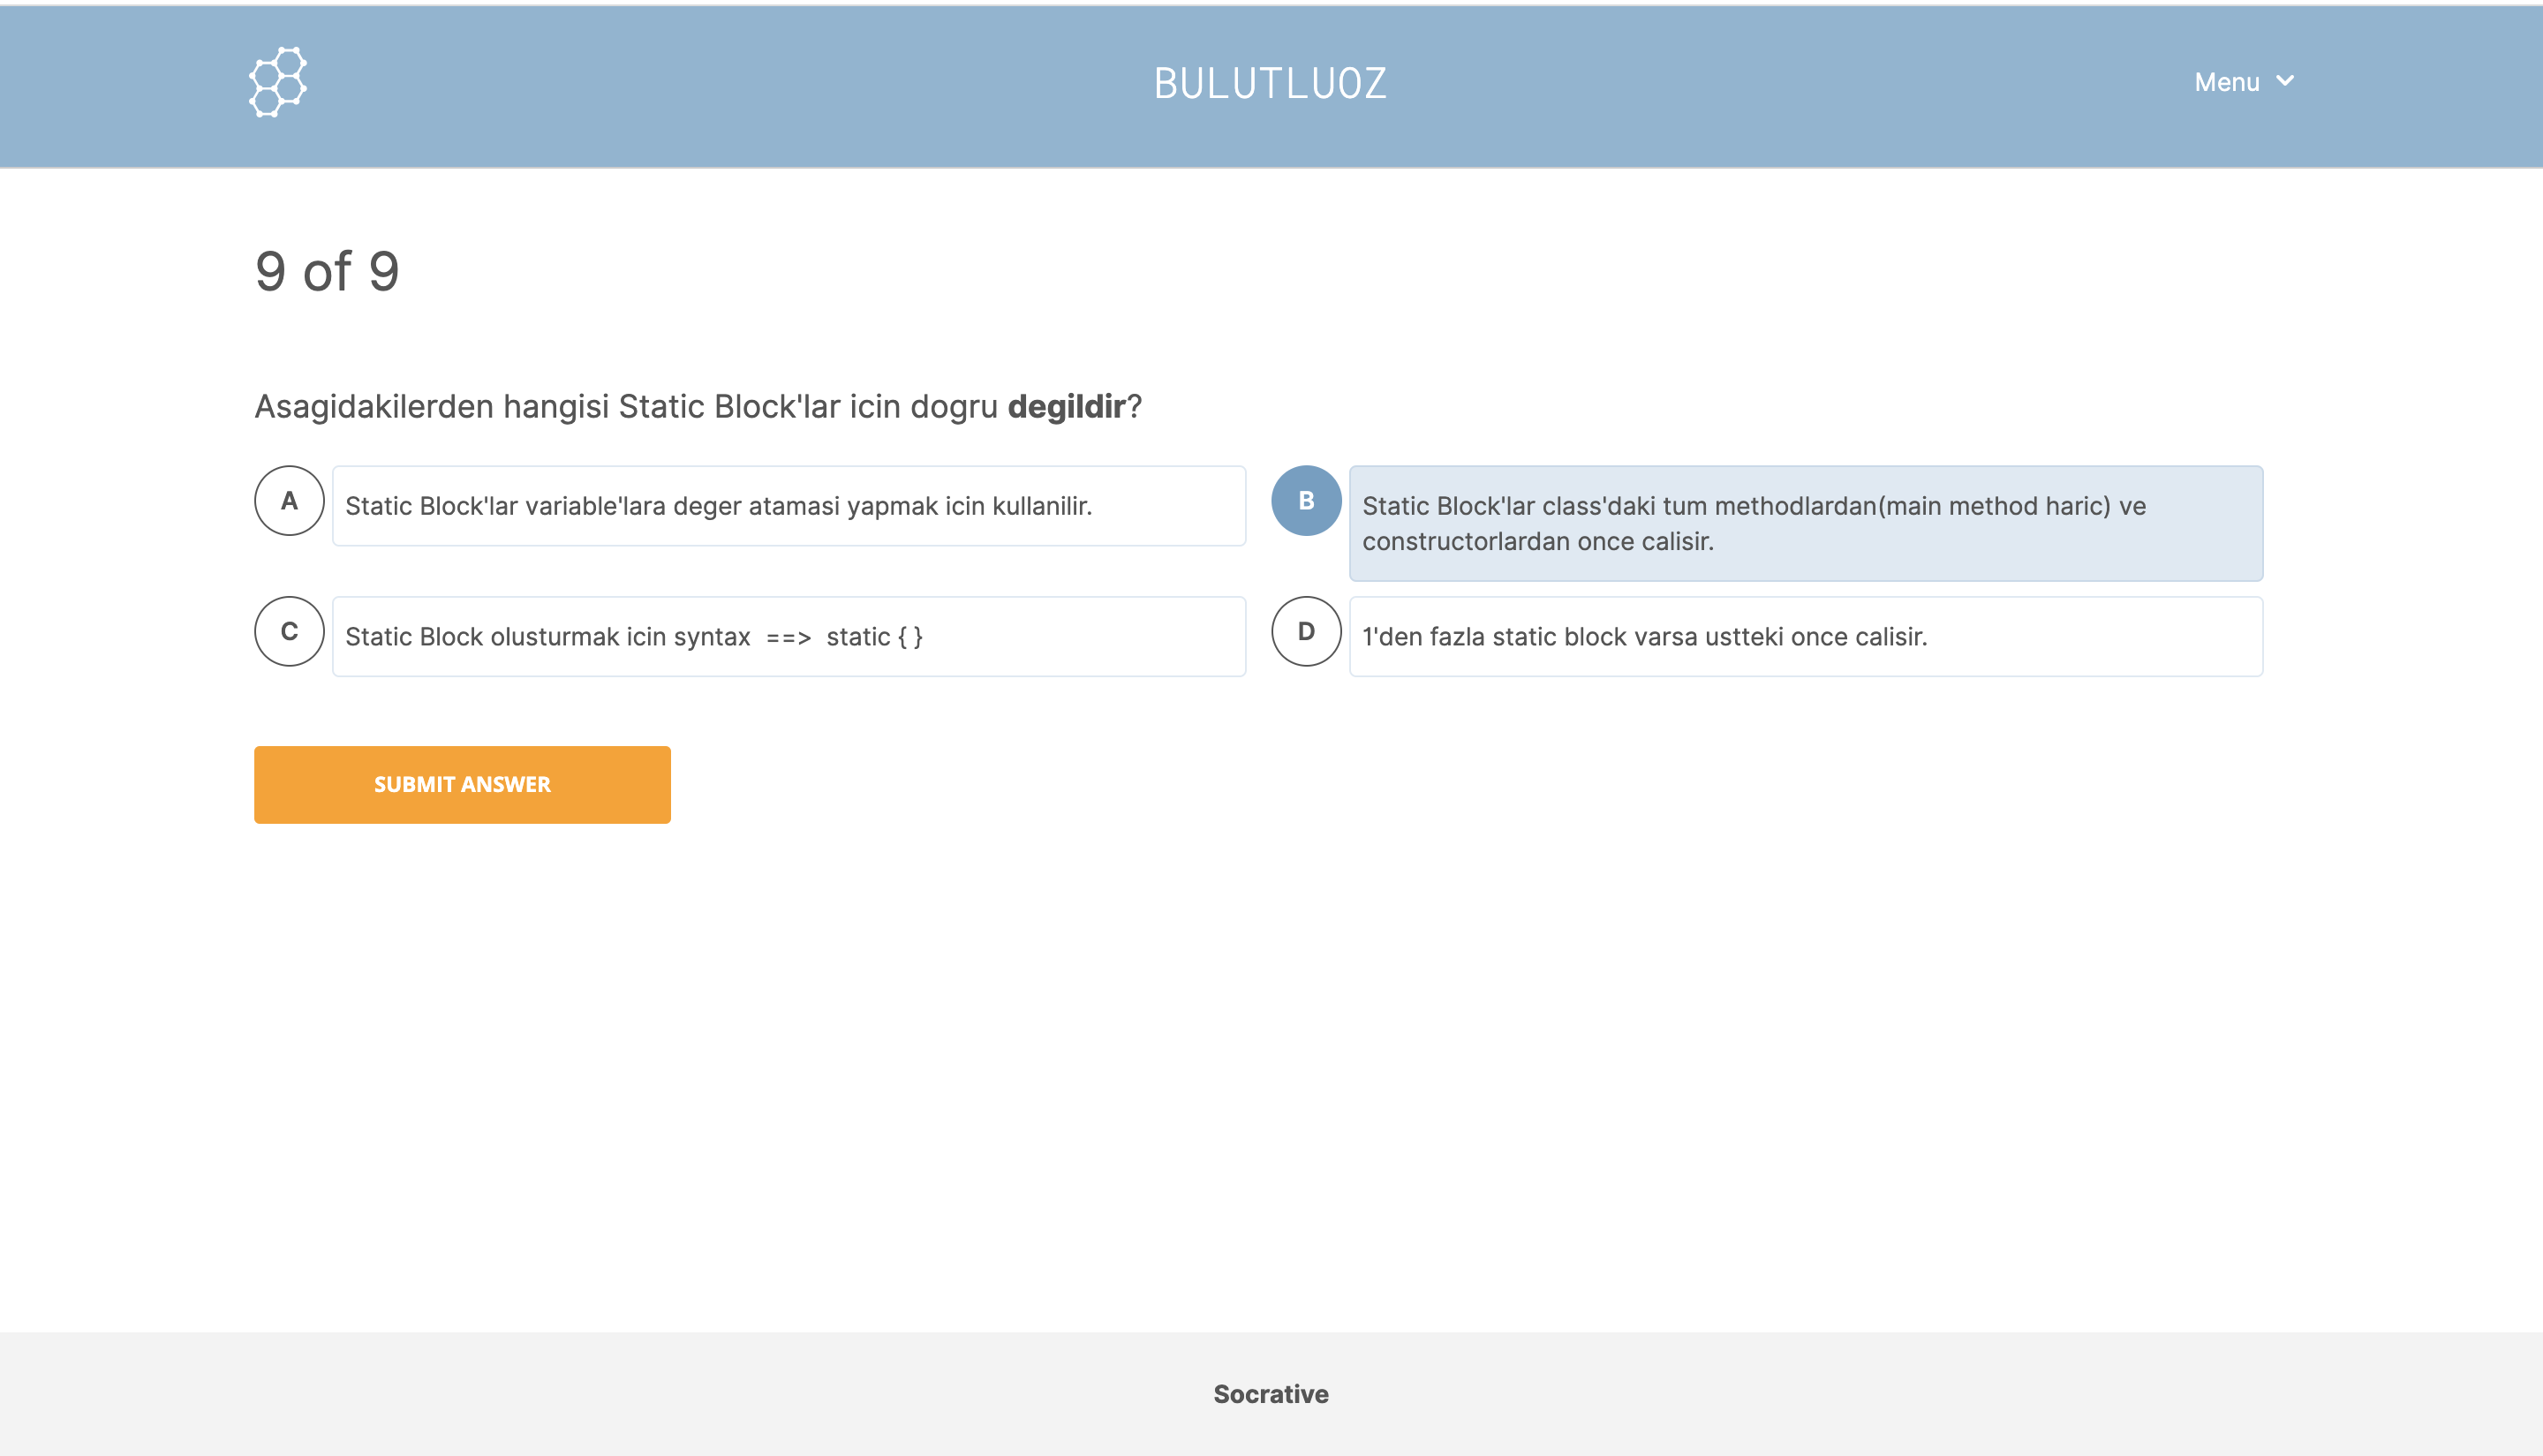 BULUTLUOZ
Menu
9 of 9
Asagidakilerden hangisi Static Block'lar icin dogru degildir?
A
Static Block'lar variable'lara deger atamasi yapmak icin kullanilir.
B
Static Block'lar class'daki tum methodlardan(main method haric) ve
constructorlardan once calisir.
C
Static Block olusturmak icin syntax ==> static { }
D
1'den fazla static block varsa ustteki once calisir.
SUBMIT ANSWER
Socrative